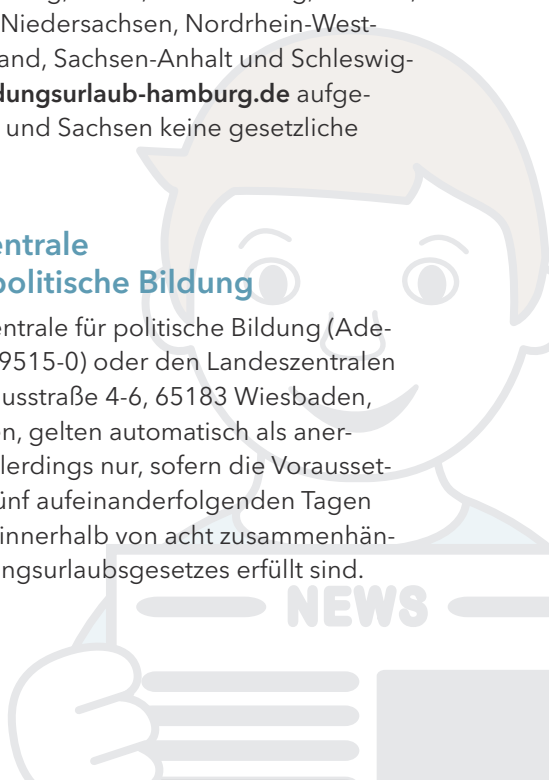 Niedersachsen, Nordrhein-West-
and, Sachsen-Anhalt und Schleswig-
dungsurlaub-hamburg.de aufge-
und Sachsen keine gesetzliche
entrale
politische Bildung
entrale für politische Bildung (Ade-
9515-0) oder den Landeszentralen
usstraße 4-6, 65183 Wiesbaden,
en, gelten automatisch als aner-
llerdings nur, sofern die Vorausset-
ünf aufeinanderfolgenden Tagen
innerhalb von acht zusammenhän-
ngsurlaubsgesetzes erfüllt sind.
NEWS